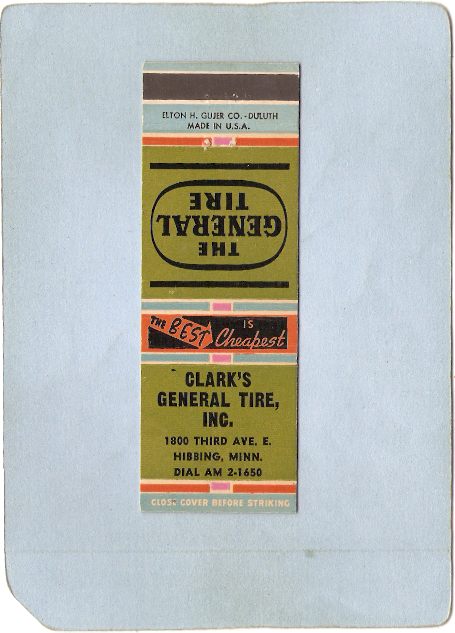 ELTON H. GUJER CO. - DULUTH
MADE IN U.S.A.
THE
GENERAL
TIRE
THE BEST IS Cheapest
CLARK'S
GENERAL TIRE,
INC.
1800 THIRD AVE. E.
HIBBING, MINN.
DIAL AM 2-1650
CLOSE COVER BEFORE STRIKING